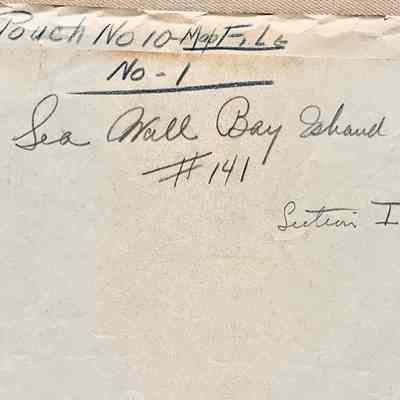 Pouch No 10-Map File
No-1
Sea Wall Bay Island
#141
Section I